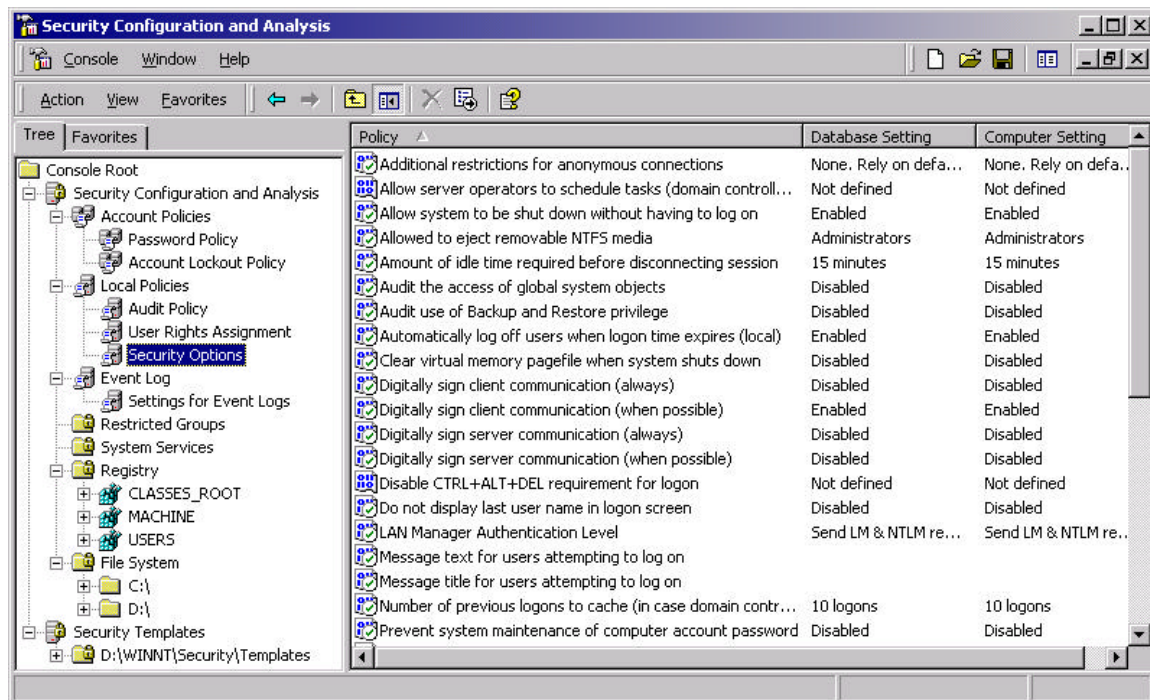 Security Configuration and Analysis
Console Window Help
Action View Favorites
Tree Favorites
Console Root
Security Configuration and Analysis
Account Policies
Password Policy
Account Lockout Policy
Local Policies
Audit Policy
User Rights Assignment
Security Options
Event Log
Settings for Event Logs
Restricted Groups
System Services
Registry
CLASSES_ROOT
MACHINE
USERS
File System
C:\
D:\
Security Templates
D:\WINNT\Security\Templates
Policy Database Setting Computer Setting
Additional restrictions for anonymous connections None. Rely on defa... None. Rely on defa..
Allow server operators to schedule tasks (domain controll... Not defined Not defined
Allow system to be shut down without having to log on Enabled Enabled
Allowed to eject removable NTFS media Administrators Administrators
Amount of idle time required before disconnecting session 15 minutes 15 minutes
Audit the access of global system objects Disabled Disabled
Audit use of Backup and Restore privilege Disabled Disabled
Automatically log off users when logon time expires (local) Enabled Enabled
Clear virtual memory pagefile when system shuts down Disabled Disabled
Digitally sign client communication (always) Disabled Disabled
Digitally sign client communication (when possible) Enabled Enabled
Digitally sign server communication (always) Disabled Disabled
Digitally sign server communication (when possible) Disabled Disabled
Disable CTRL+ALT+DEL requirement for logon Not defined Not defined
Do not display last user name in logon screen Disabled Disabled
LAN Manager Authentication Level Send LM & NTLM re... Send LM & NTLM re..
Message text for users attempting to log on
Message title for users attempting to log on
Number of previous logons to cache (in case domain contr... 10 logons 10 logons
Prevent system maintenance of computer account password Disabled Disabled